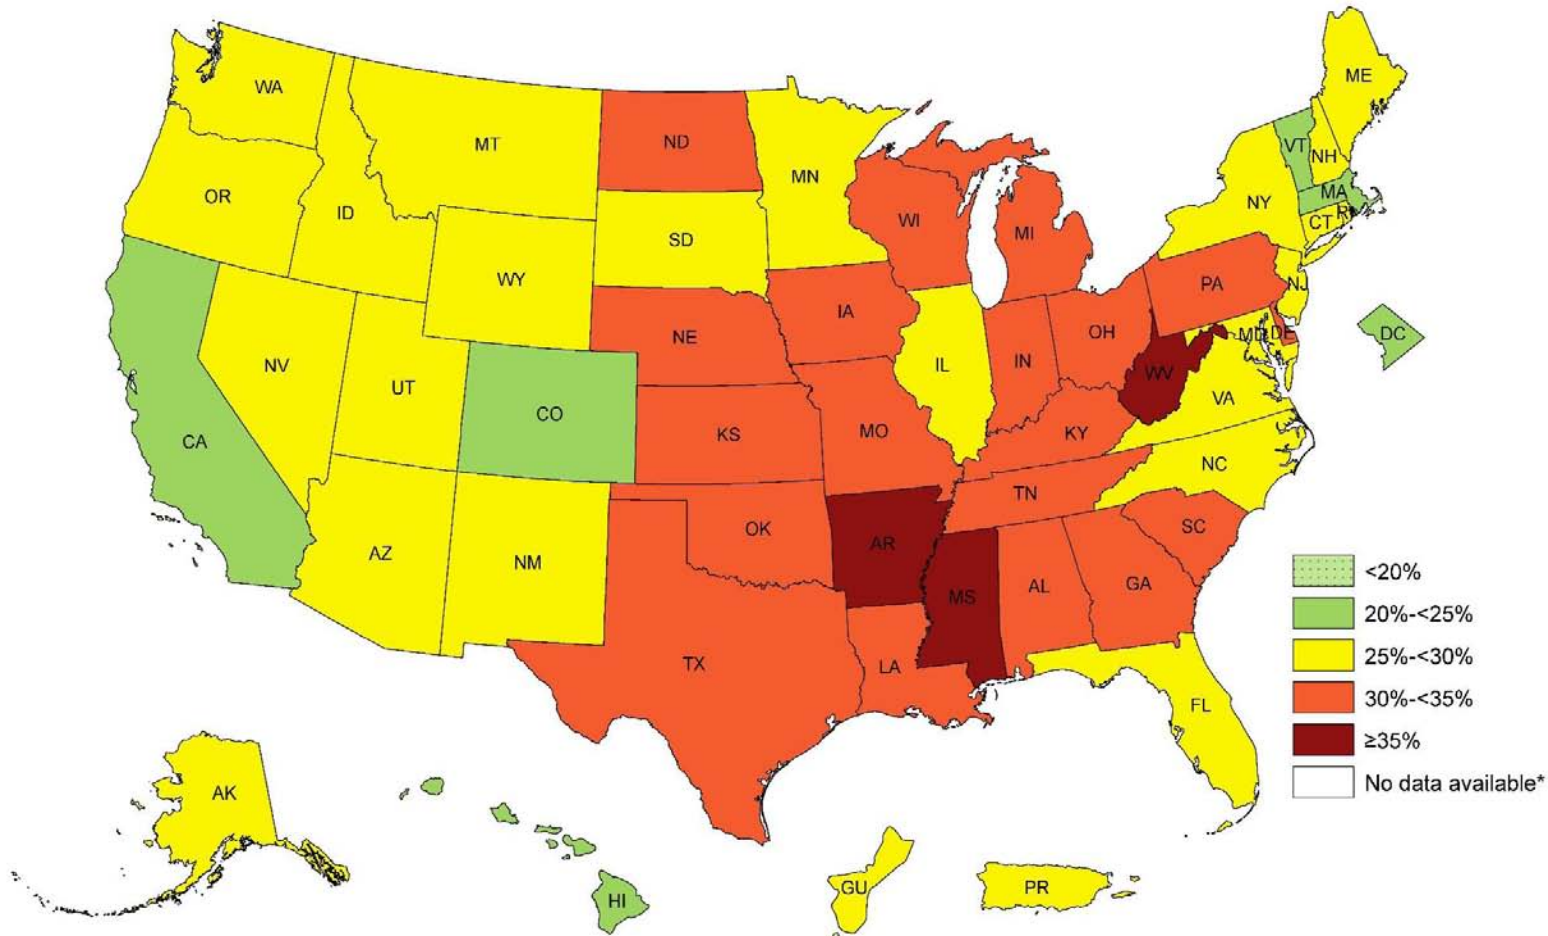 ME
WA
MT
ND
VT
NH
MN
MA
OR
NY
ID
CT
RI
WI
MI
SD
WY
PA
NJ
IA
OH
MD
DE
DC
NE
NV
IL
IN
UT
WV
VA
CO
CA
KS
MO
KY
NC
TN
OK
SC
AZ
AR
NM
MS
AL
GA
<20%
20%-<25%
TX
LA
25%-<30%
30%-<35%
FL
≥35%
No data available*
AK
GU
PR
HI